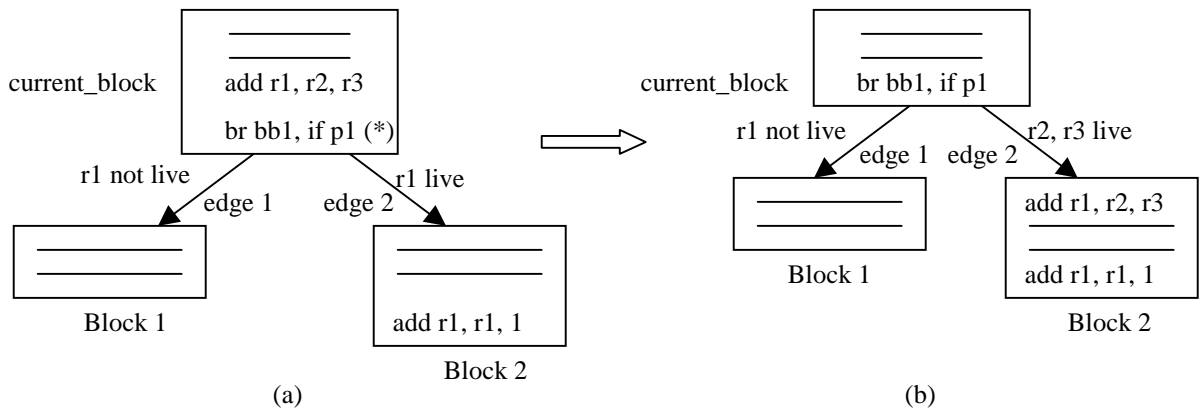 current_block
add r1, r2, r3
br bb1, if p1 (*)
r1 not live
r1 live
edge 1
edge 2
Block 1
add r1, r1, 1
Block 2
(a)
current_block
br bb1, if p1
r1 not live
r2, r3 live
edge 1
edge 2
add r1, r2, r3
add r1, r1, 1
Block 1
Block 2
(b)